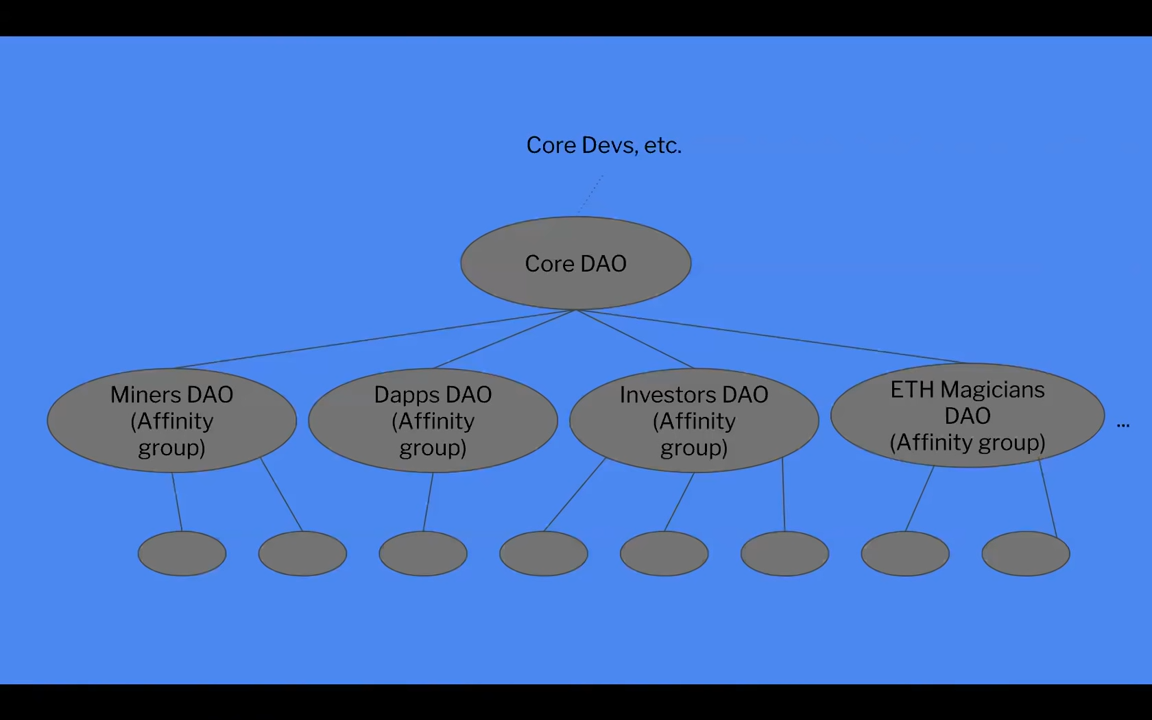 Core Devs, etc.
Core DAO
Miners DAO
(Affinity
group)
Dapps DAO
(Affinity
group)
Investors DAO
(Affinity
group)
ETH Magicians
DAO
(Affinity group)
...